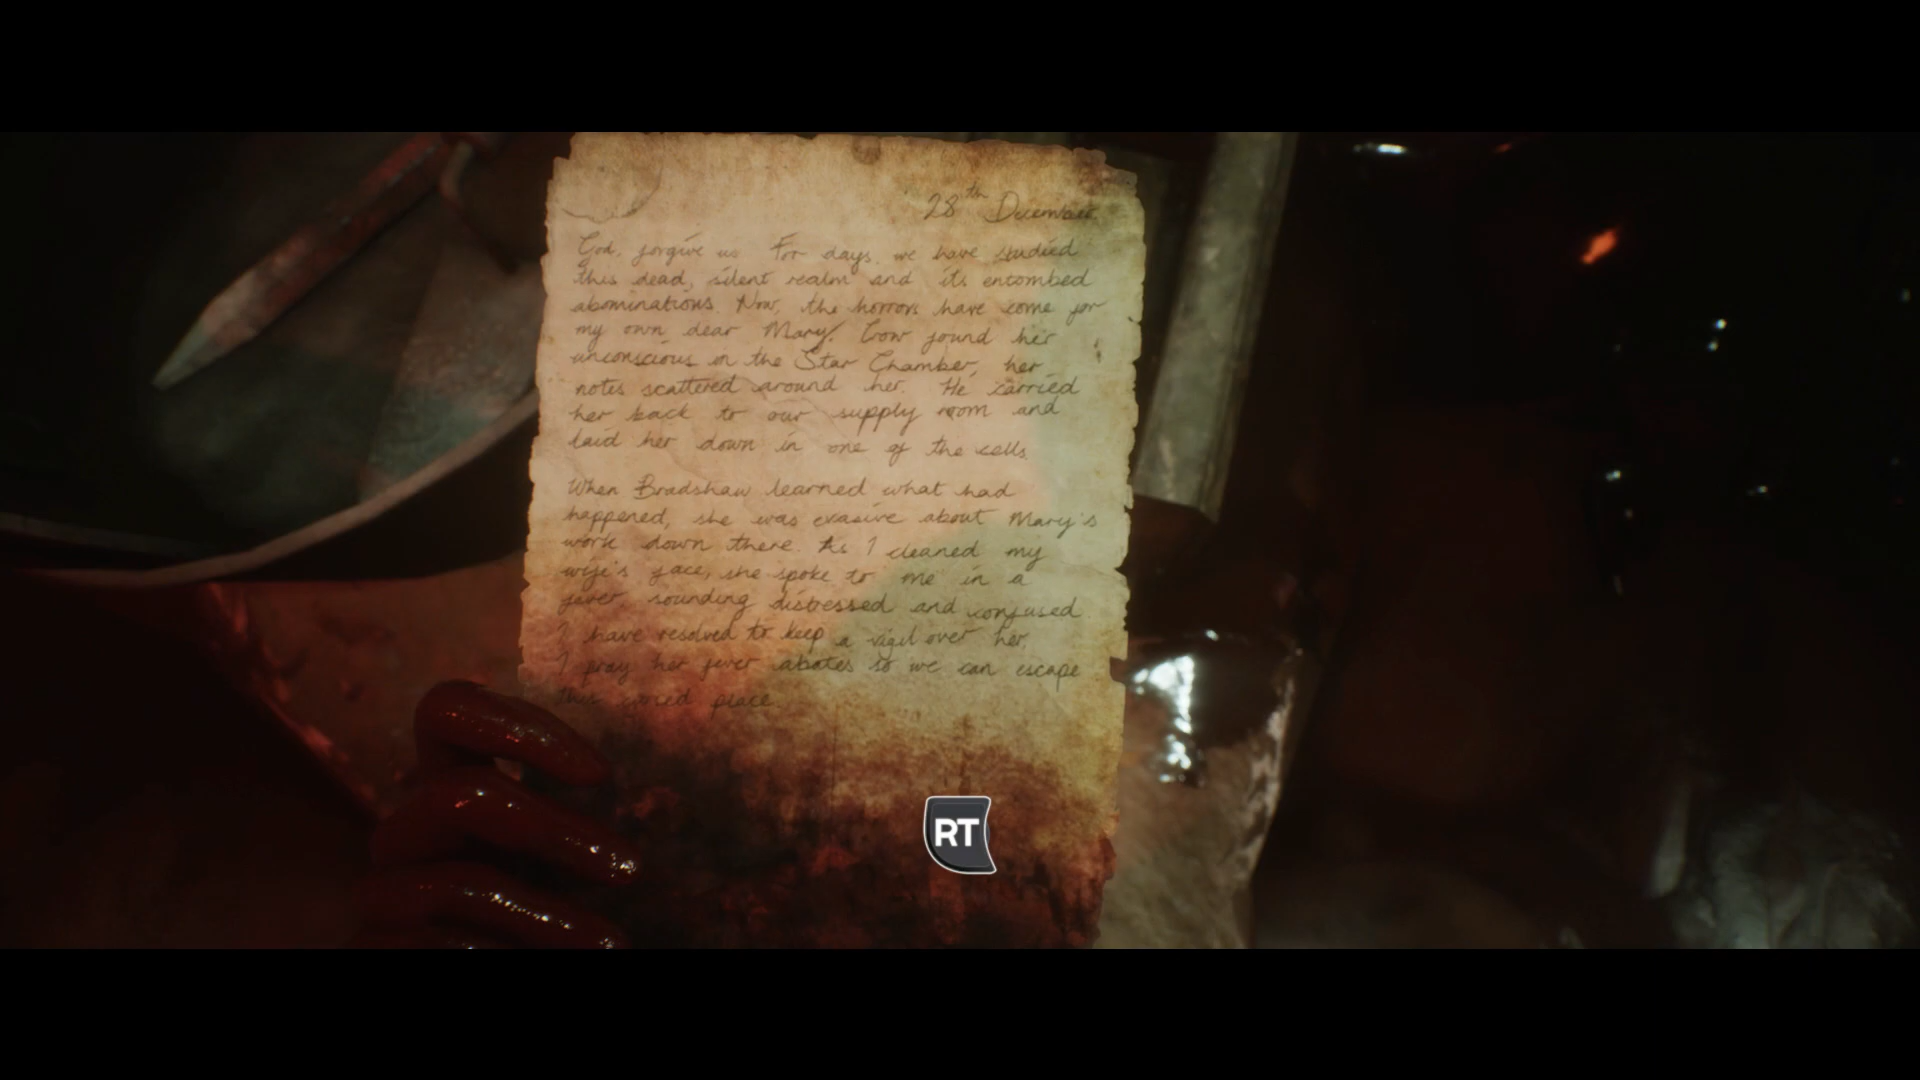 28th December
God, forgive us. For days, we have studied
this dead, silent realm and its entombed
abominations. Now, the horrors have come for
my own dear Mary. Crow found her
unconscious in the Star Chamber, her
notes scattered around her. He carried
her back to our supply room and
laid her down in one of the cells.
When Bradshaw learned what had
happened, she was evasive about Mary's
work down there. As I cleaned my
wife's face, she spoke to me in a
fever sounding distressed and confused.
I have resolved to keep a vigil over her.
I pray her fever abates so we can escape
this cursed place.
RT